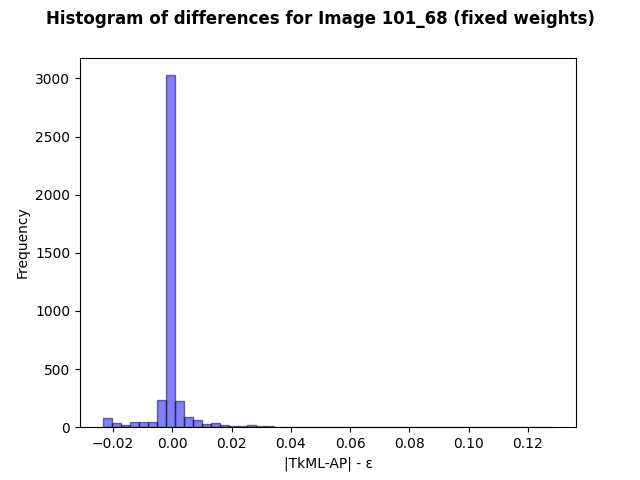 Histogram of differences for Image 101_68 (fixed weights)
3000
2500
2000
1500
1000
500
0
Frequency
−0.02 0.00 0.02 0.04 0.06 0.08 0.10 0.12
|TkML-AP| - ε